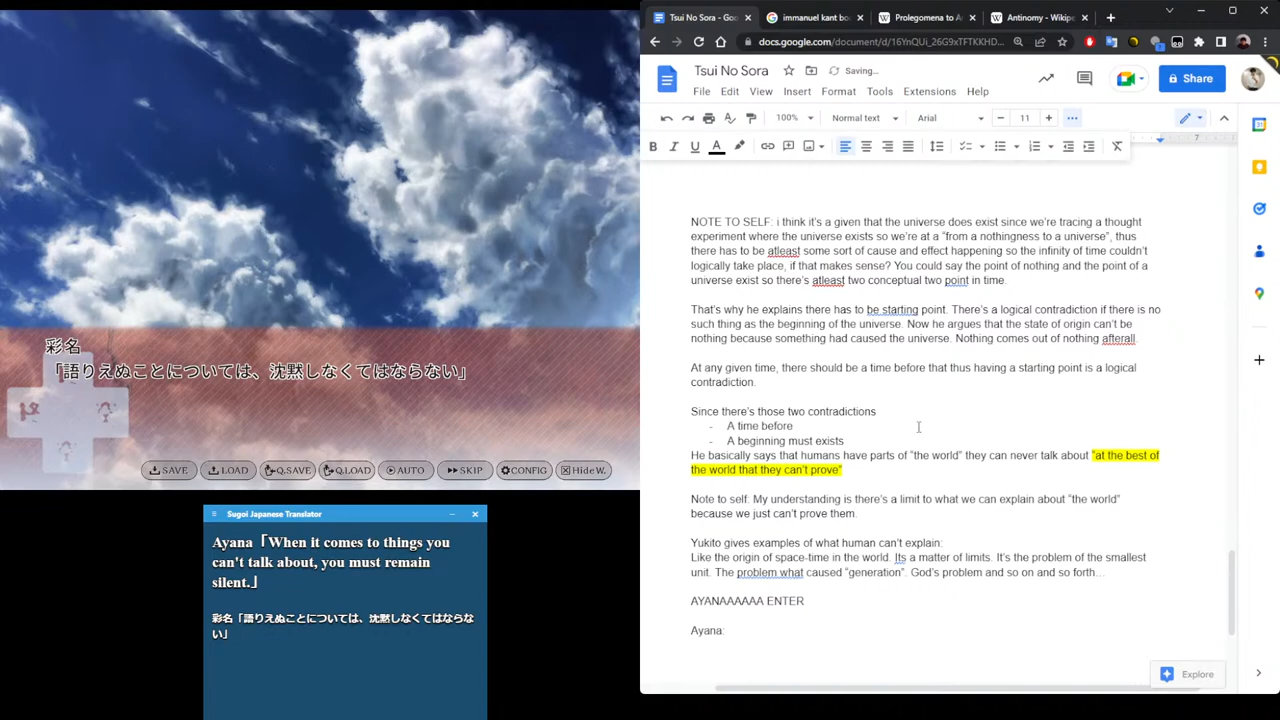 彩名
「語りえぬことについては、沈黙しなくてはならない」
SAVE
LOAD
Q.SAVE
Q.LOAD
AUTO
SKIP
CONFIG
HideW.
Sugoi Japanese Translator
Ayana「When it comes to things you
can't talk about, you must remain
silent.」
彩名「語りえぬことについては、沈黙しなくてはならな
い」
Tsui No Sora - Goo
immanuel kant bo
Prolegomena to A
Antinomy - Wikipe
docs.google.com/document/d/16YnQUi_26G9xTFTKKHD...
Tsui No Sora
Saving...
Share
File Edit View Insert Format Tools Extensions Help
100% Normal text Arial 11
7
NOTE TO SELF: i think it's a given that the universe does exist since we're tracing a thought
experiment where the universe exists so we're at a “from a nothingness to a universe”, thus
there has to be atleast some sort of cause and effect happening so the infinity of time couldn't
logically take place, if that makes sense? You could say the point of nothing and the point of a
universe exist so there's atleast two conceptual two point in time.
That's why he explains there has to be starting point. There's a logical contradiction if there is no
such thing as the beginning of the universe. Now he argues that the state of origin can't be
nothing because something had caused the universe. Nothing comes out of nothing afterall.
At any given time, there should be a time before that thus having a starting point is a logical
contradiction.
Since there's those two contradictions
- A time before
- A beginning must exists
He basically says that humans have parts of “the world” they can never talk about “at the best of
the world that they can't prove”
Note to self: My understanding is there's a limit to what we can explain about “the world”
because we just can't prove them.
Yukito gives examples of what human can't explain:
Like the origin of space-time in the world. Its a matter of limits. It's the problem of the smallest
unit. The problem what caused “generation”. God's problem and so on and so forth...
AYANAAAAAA ENTER
Ayana:
Explore